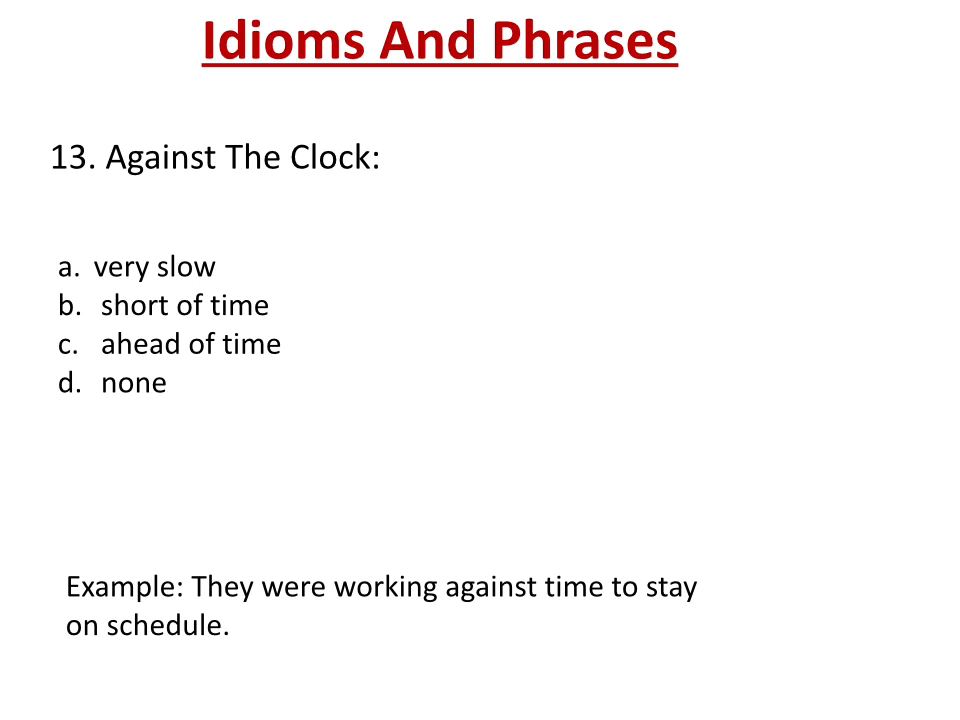 Idioms And Phrases
13. Against The Clock:
a. very slow
b. short of time
c. ahead of time
d. none
Example: They were working against time to stay
on schedule.